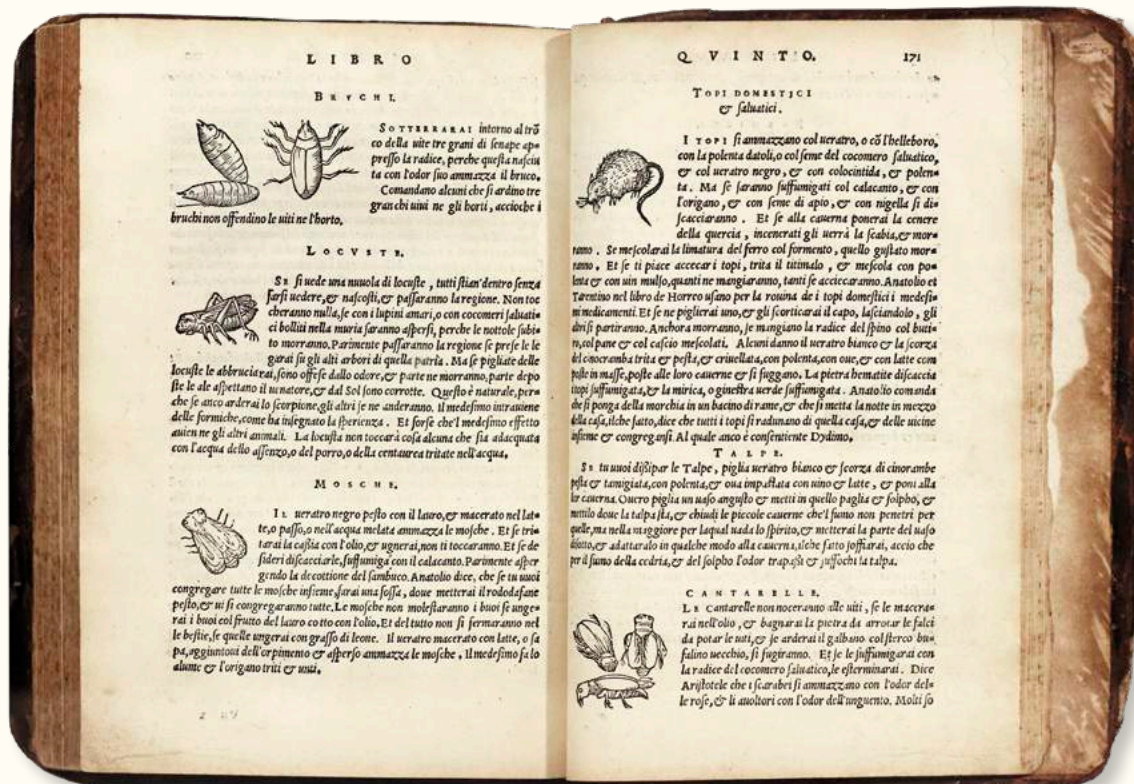 LIBRO
BRVCHI.
SOTTERRARAI intorno al trõ
co della uite tre grani di ſenape ap=
preſſo la radice, perche queſta naſciu
ta con l'odor ſuo ammazza il bruco.
Comandano alcuni che ſi ardino tre
granchi uiui ne gli horti, accioche i
bruchi non offendino le uiti ne l'horto.
LOCVSTE.
SE ſi uede una nuuola di locuſte, tutti ſtian'dentro ſenza
farſi uedere, & naſcoſti, & paſſaranno la regione. Non toc
cheranno nulla, ſe con i lupini amari, o con cocomeri ſaluati=
ci bolliti nella muria ſaranno aſperſi, perche le nottole ſubi=
to morranno. Parimente paſſaranno la regione ſe preſe le le
garai ſu gli alti arbori di quella patria. Ma ſe pigliate delle
locuſte le abbrucia rai, ſono offeſe dallo odore, & parte ne morranno, parte depo
ſte le ale aſpettano il uenatore, & dal Sol ſono corrotte. Queſto è naturale, per=
che ſe anco arderai lo ſcorpione, gli altri ſe ne anderanno. Il medeſimo intrauiene
delle formiche, come ha inſegnato la ſperienza. Et forſe che'l medeſimo effetto
auien ne gli altri animali. La locuſta non toccarà coſa alcuna che ſia adacquata
con l'acqua dello aſſenzo, o del porro, o della centaurea tritate nell'acqua.
MOSCHE.
IL ueratro negro peſto con il lauro, & macerato nel lat=
te, o paſſo, o nell'acqua melata ammazza le moſche. Et ſe tri=
tarai la caßia con l'olio, & ugnerai, non ti toccaranno. Et ſe de
ſideri diſcacciarle, ſuffumiga con il calacanto. Parimente aſper
gendo la decottione del ſambuco. Anatolio dice, che ſe tu uuoi
congregare tutte le moſche inſieme, farai una foſſa, doue metterai il rododafane
peſto, & ui ſi congregaranno tutte. Le moſche non moleſtaranno i buoi ſe unge=
rai i buoi col frutto del lauro cotto con l'olio. Et del tutto non ſi fermaranno nel
le beſtie, ſe quelle ungerai con graſſo di leone. Il ueratro macerato con latte, o ſa
pa, aggiuntoui dell'orpimento & aſperſo ammazza le moſche. Il medeſimo fa lo
alume & l'origano triti & unti.
QVINTO. 171
TOPI DOMESTICI
& ſaluatici.
I TOPI ſi ammazzano col ueratro, o cõ l'helleboro,
con la polenta datoli, o col ſeme del cocomero ſaluatico,
& col ueratro negro, & con colocintida, & polen=
ta. Ma ſe ſaranno ſuffumigati col calacanto, & con
l'origano, & con ſeme di apio, & con nigella ſi di=
ſcacciaranno. Et ſe alla cauerna ponerai la cenere
della quercia, incenerati gli uerrà la ſcabia, & mor=
ranno. Se meſcolarai la limatura del ferro col formento, quello guſtato mor=
ranno. Et ſe ti piace accecar i topi, trita il titimalo, & meſcola con po=
lenta & con uin mulſo, quanti ne mangiaranno, tanti ſe acciecaranno. Anatolio et
Tarentino nel libro de Horreo uſano per la rouina de i topi domeſtici i medeſi=
mi medicamenti. Et ſe ne piglierai uno, & gli ſcorticarai il capo, laſciandolo, gli
altri ſi partiranno. Anchora morranno, ſe mangiano la radice del ſpino col buti=
ro, col pane & col caſcio meſcolati. Alcuni danno il ueratro bianco & la ſcorza
del cinocramba trita & peſta, & criuellata, con polenta, con oue, & con latte com
poſte in maſſe, poſte alle loro cauerne & ſi fuggano. La pietra hematite diſcaccia
i topi ſuffumigata, & la mirica, o gineſtra uerde ſuffumigata. Anatolio comanda
che ſi ponga della morchia in un bacino di rame, & che ſi metta la notte in mezzo
della caſa, ilche fatto, dice che tutti i topi ſi radunano di quella caſa, & delle uicine
inſieme & congreganſi. Al quale anco è conſentiente Dydimo.
TALPE.
SE tu uuoi dißipar le Talpe, piglia ueratro bianco & ſcorza di cinorambe
peſta & tamigiata, con polenta, & oua impaſtata con uino & latte, & poni alla
lor cauerna. Ouero piglia un uaſo anguſto & metti in quello paglia & ſolpho, &
mettilo doue la talpa ſta, & chiudi le piccole cauerne che'l fumo non penetri per
quelle, ma nella maggiore per laqual uada lo ſpirito, & metterai la parte del uaſo
diſotto, & adattaralo in qualche modo alla cauerna, ilche fatto ſoffiarai, accio che
per il fumo della cedria, & del ſolpho l'odor trapaßi & ſuffochi la talpa.
CANTARELLE.
LE Cantarelle non noceranno alle uiti, ſe le macera=
rai nell'olio, & bagnarai la pietra da arrotar le falci
da potar le uiti, & ſe arderai il galbano col ſterco bu=
falino uecchio, ſi fugiranno. Et ſe le ſuffumigarai con
la radice del cocomero ſaluatico, le eſterminarai. Dice
Ariſtotele che i ſcarabei ſi ammazzano con l'odor del=
le roſe, & li auoltori con l'odor dell'unguento. Molti ſo